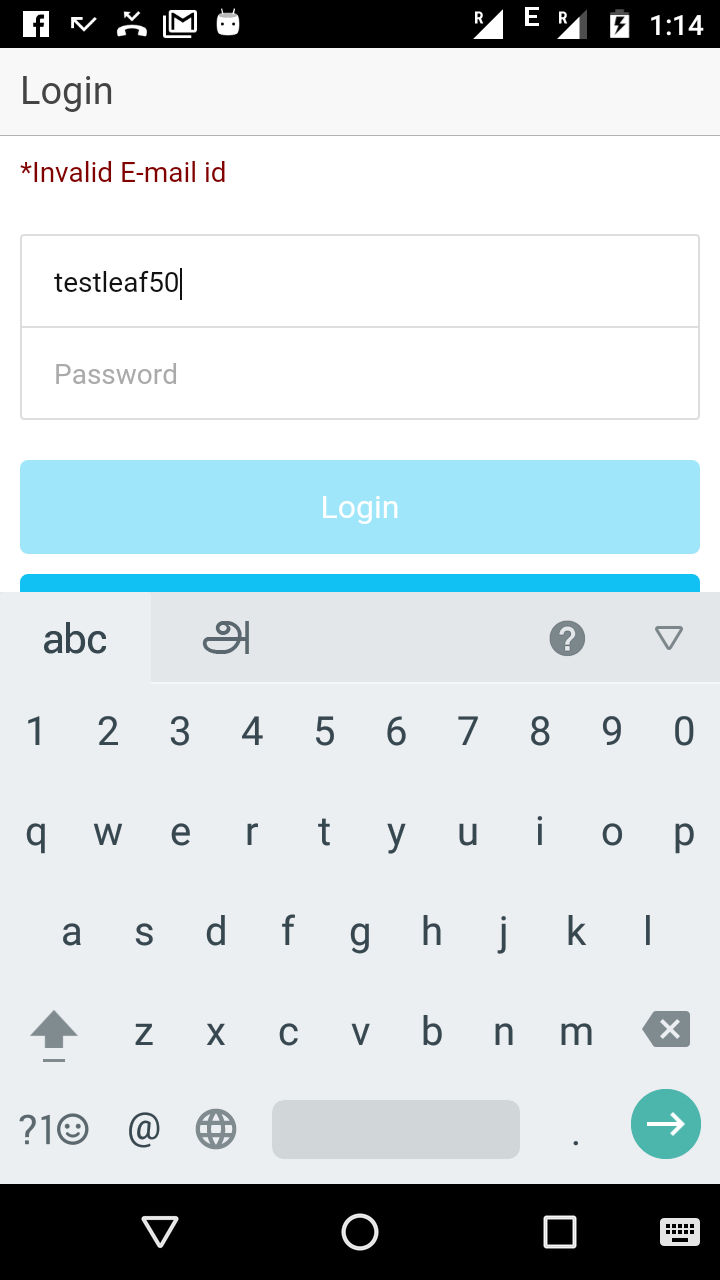 R E R 1:14
Login
*Invalid E-mail id
testleaf50
Password
Login
abc அ
1 2 3 4 5 6 7 8 9 0
q w e r t y u i o p
a s d f g h j k l
z x c v b n m
?1☺ @ .